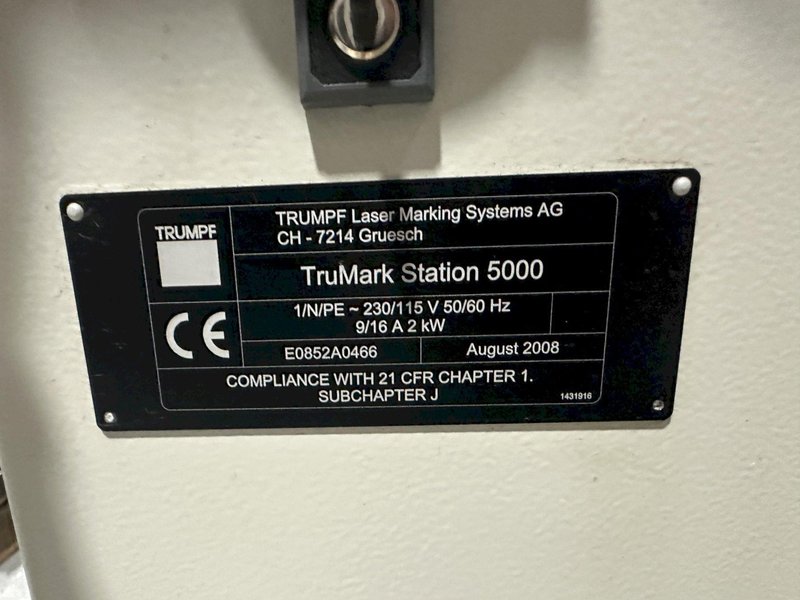 TRUMPF
TRUMPF Laser Marking Systems AG
CH - 7214 Gruesch
TruMark Station 5000
CE
1/N/PE ~ 230/115 V 50/60 Hz
9/16 A 2 kW
E0852A0466
August 2008
COMPLIANCE WITH 21 CFR CHAPTER 1.
SUBCHAPTER J
1431916